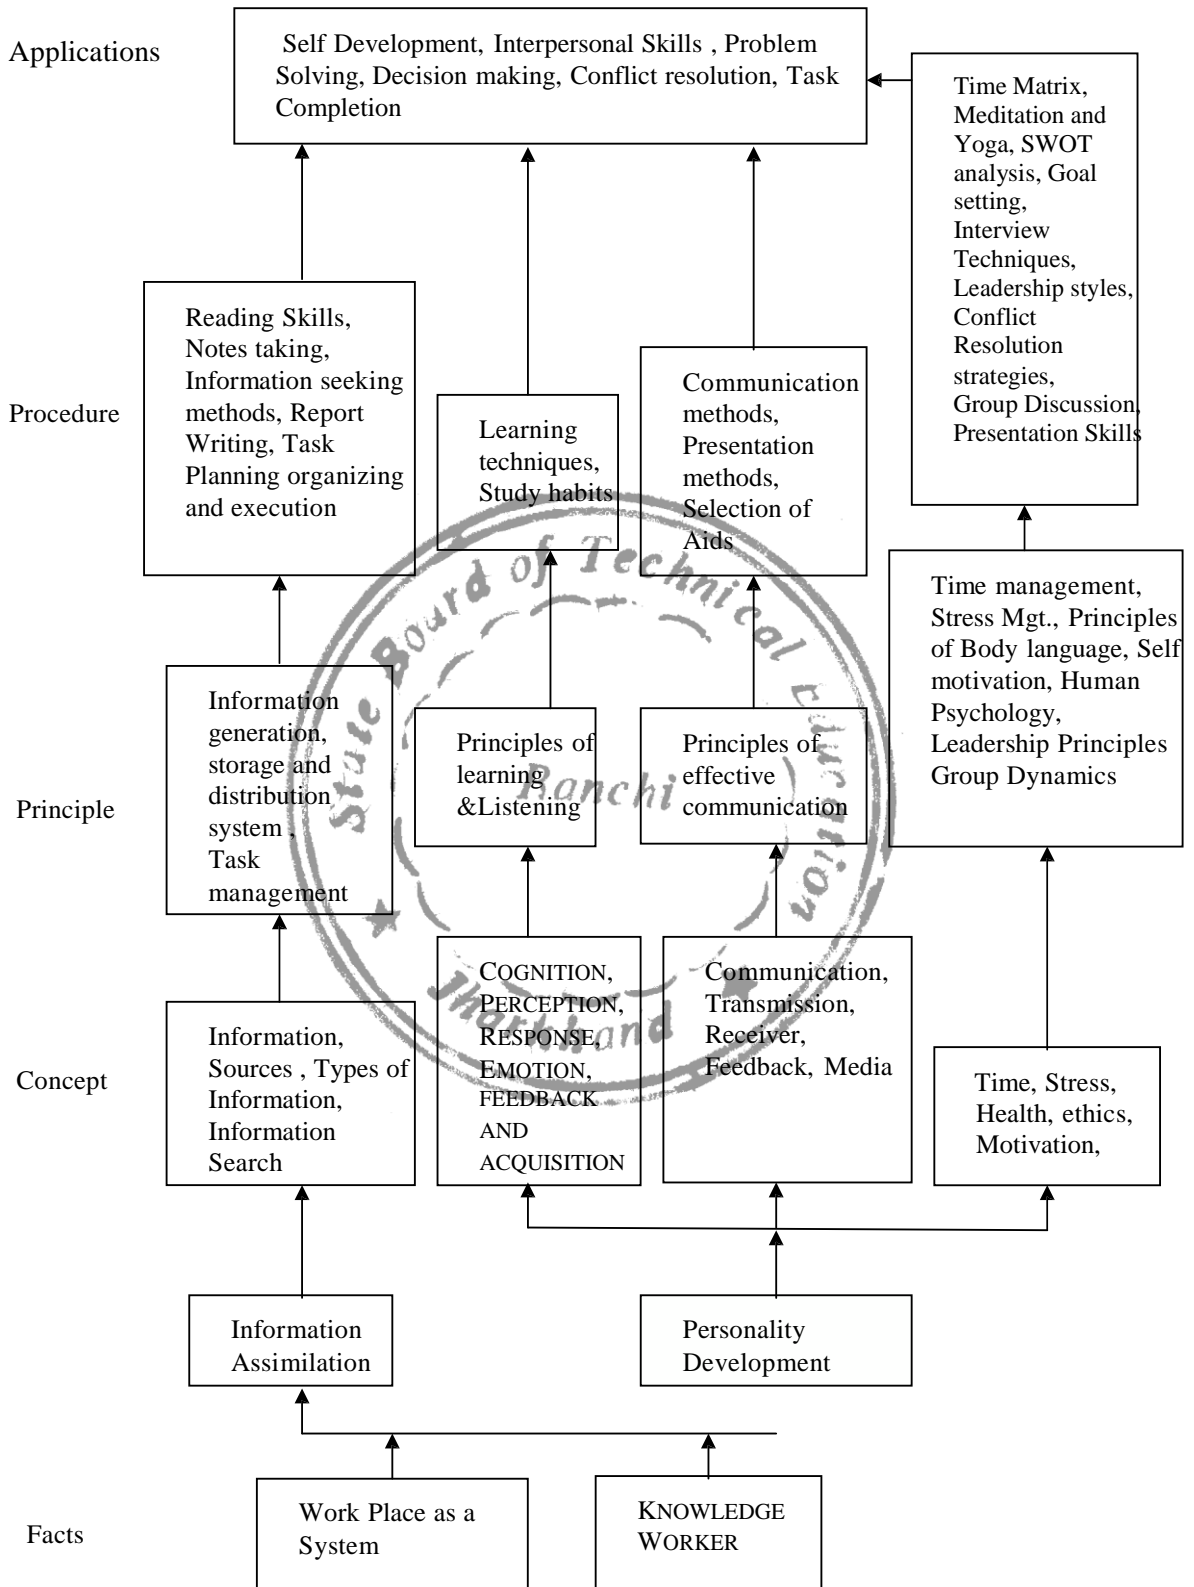 Applications
Self Development, Interpersonal Skills , Problem
Solving, Decision making, Conflict resolution, Task
Completion
Time Matrix,
Meditation and
Yoga, SWOT
analysis, Goal
setting,
Interview
Techniques,
Leadership styles,
Conflict
Resolution
strategies,
Group Discussion,
Presentation Skills
Procedure
Reading Skills,
Notes taking,
Information seeking
methods, Report
Writing, Task
Planning organizing
and execution
Learning
techniques,
Study habits
Communication
methods,
Presentation
methods,
Selection of
Aids
Time management,
Stress Mgt., Principles
of Body language, Self
motivation, Human
Psychology,
Leadership Principles
Group Dynamics
Principle
Information
generation,
storage and
distribution
system ,
Task
management
Principles of
learning
&Listening
Principles of
effective
communication
State Board of Technical Education
Ranchi
Jharkhand
Concept
Information,
Sources , Types of
Information,
Information
Search
COGNITION,
PERCEPTION,
RESPONSE,
EMOTION,
FEEDBACK
AND
ACQUISITION
Communication,
Transmission,
Receiver,
Feedback, Media
Time, Stress,
Health, ethics,
Motivation,
Information
Assimilation
Personality
Development
Facts
Work Place as a
System
KNOWLEDGE
WORKER